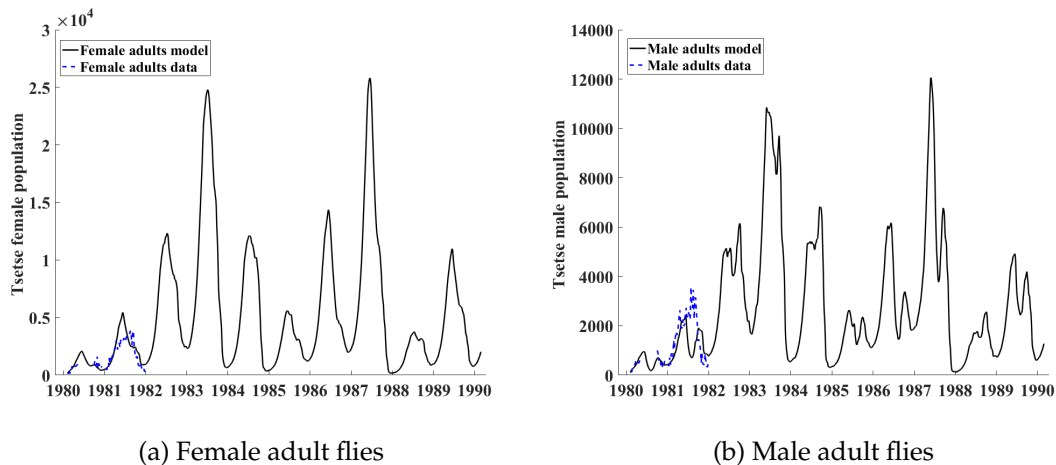 ×10⁴
3
2.5
2
1.5
1
0.5
0
Tsetse female population
Female adults model
Female adults data
1980 1981 1982 1983 1984 1985 1986 1987 1988 1989 1990
(a) Female adult flies
14000
12000
10000
8000
6000
4000
2000
0
Tsetse male population
Male adults model
Male adults data
1980 1981 1982 1983 1984 1985 1986 1987 1988 1989 1990
(b) Male adult flies